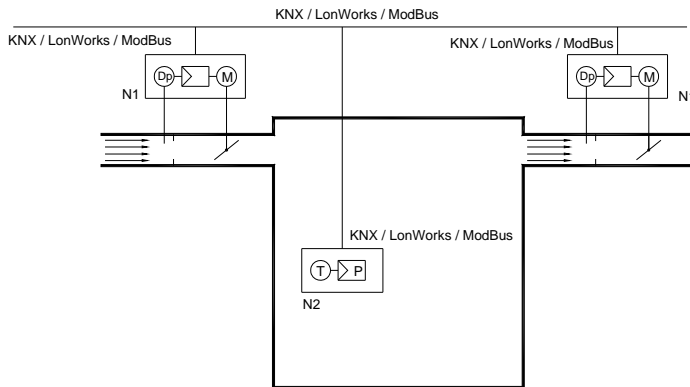 KNX / LonWorks / ModBus
KNX / LonWorks / ModBus
KNX / LonWorks / ModBus
Dp M
Dp M
N1
KNX / LonWorks / ModBus
T P
N2